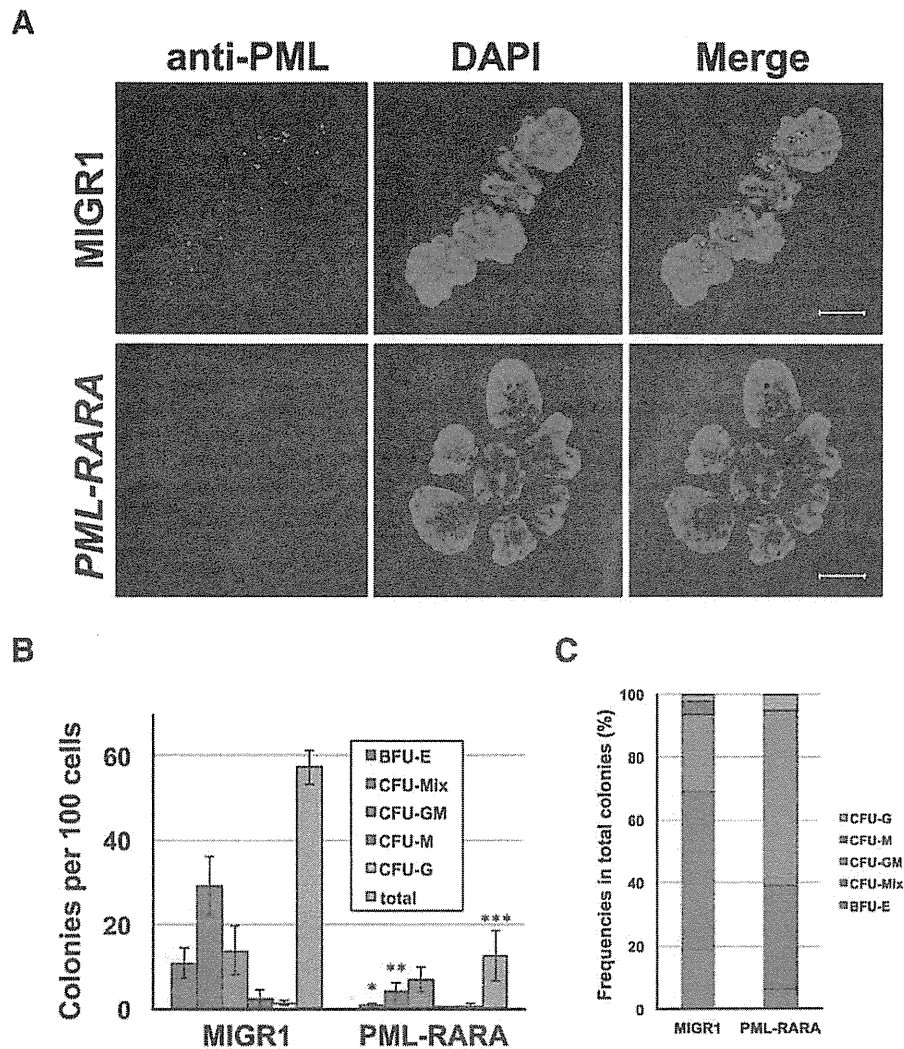 A
anti-PML DAPI Merge
MIGR1
PML-RARA
B
Colonies per 100 cells
60
40
20
0
BFU-E
CFU-Mix
CFU-GM
CFU-M
CFU-G
total
*
**
***
MIGR1 PML-RARA
C
Frequencies in total colonies (%)
100
80
60
40
20
0
CFU-G
CFU-M
CFU-GM
CFU-Mix
BFU-E
MIGR1 PML-RARA